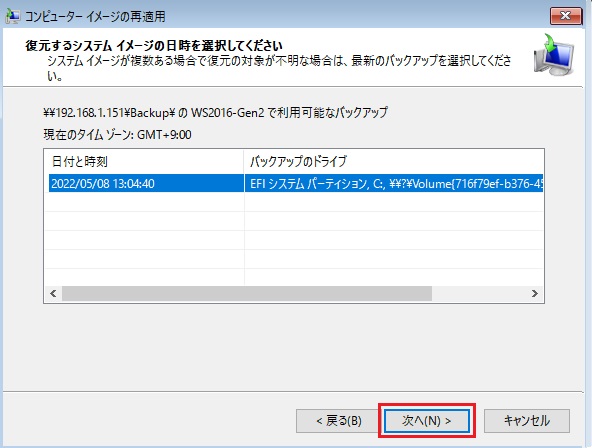 コンピューター イメージの再適用
復元するシステム イメージの日時を選択してください
システム イメージが複数ある場合で復元の対象が不明な場合は、最新のバックアップを選択してくださ
い。
¥¥192.168.1.151¥Backup¥ の WS2016-Gen2 で利用可能なバックアップ
現在のタイム ゾーン: GMT+9:00
日付と時刻 バックアップのドライブ
2022/05/08 13:04:40 EFI システム パーティション, C:, ¥¥?¥Volume{716f79ef-b376-45
< 戻る(B) 次へ(N) > キャンセル